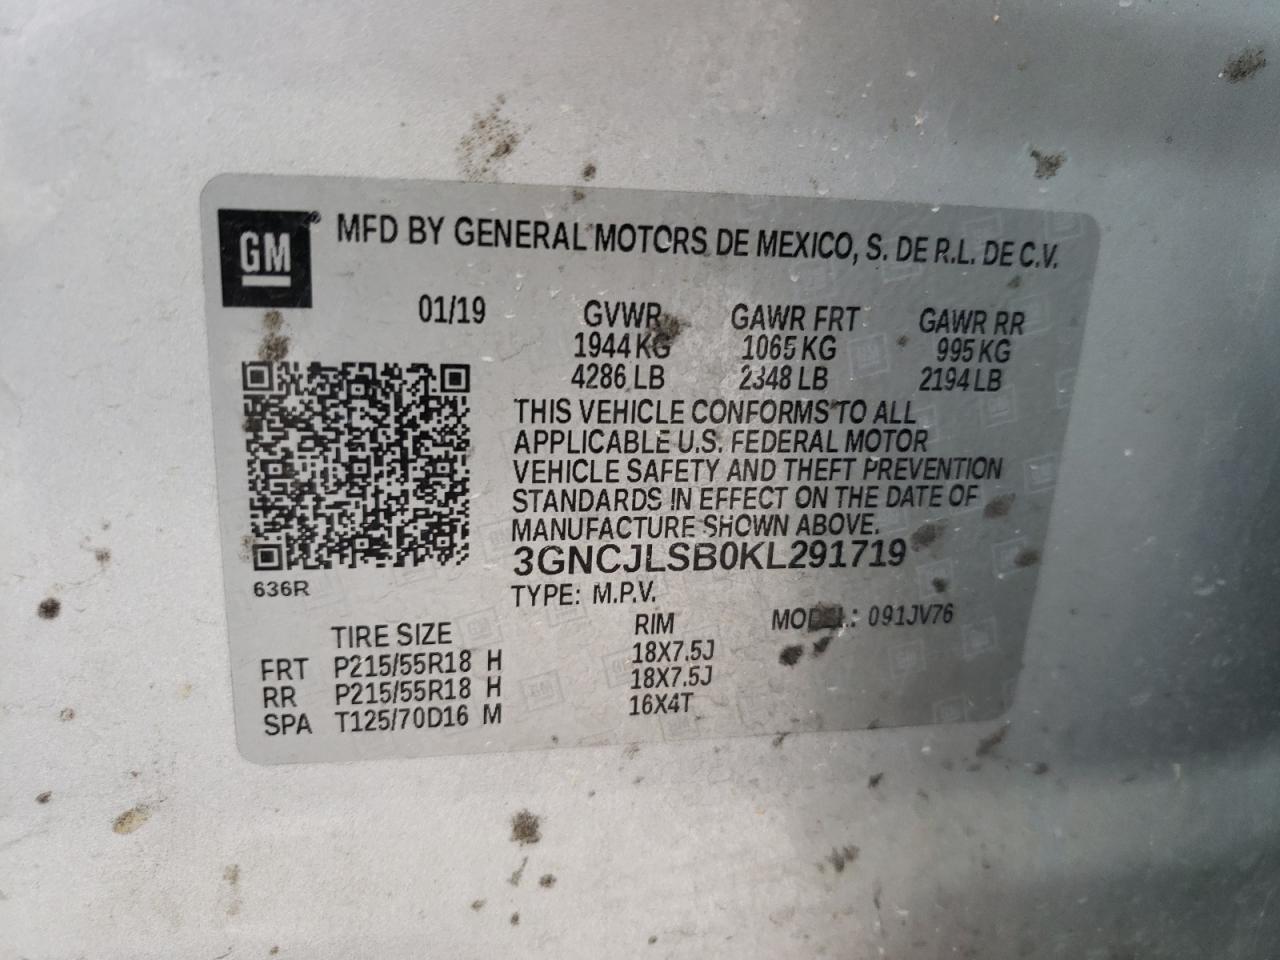 GM® MFD BY GENERAL MOTORS DE MEXICO, S. DE R.L. DE C.V.
01/19 GVWR GAWR FRT GAWR RR
1944 KG 1065 KG 995 KG
4286 LB 2348 LB 2194 LB
THIS VEHICLE CONFORMS TO ALL
APPLICABLE U.S. FEDERAL MOTOR
VEHICLE SAFETY AND THEFT PREVENTION
STANDARDS IN EFFECT ON THE DATE OF
MANUFACTURE SHOWN ABOVE.
3GNCJLSB0KL291719
636R
TYPE: M.P.V.
MODEL: 091JV76
TIRE SIZE RIM
FRT P215/55R18 H 18X7.5J
RR P215/55R18 H 18X7.5J
SPA T125/70D16 M 16X4T